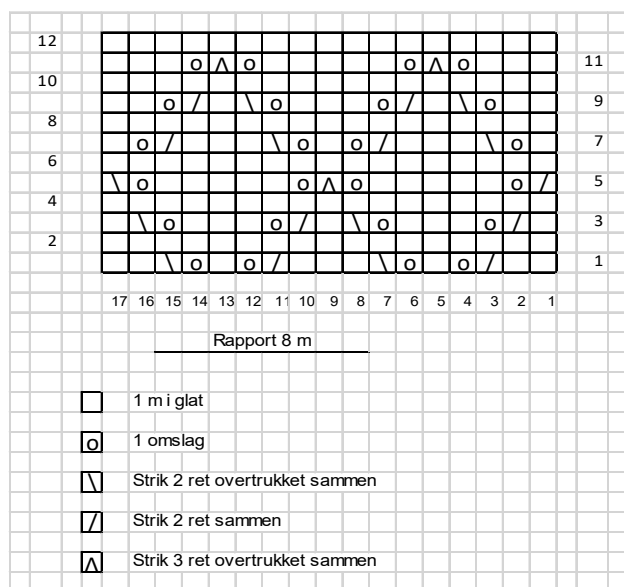 12
o ʌ o o ʌ o 11
10
o / \ o o / \ o 9
8
o / \ o o / \ o 7
6
\ o o ʌ o o / 5
4
\ o o / \ o o / 3
2
\ o o / \ o o / 1
17 16 15 14 13 12 11 10 9 8 7 6 5 4 3 2 1
Rapport 8 m
1 m i glat
o 1 omslag
\ Strik 2 ret overtrukket sammen
/ Strik 2 ret sammen
ʌ Strik 3 ret overtrukket sammen